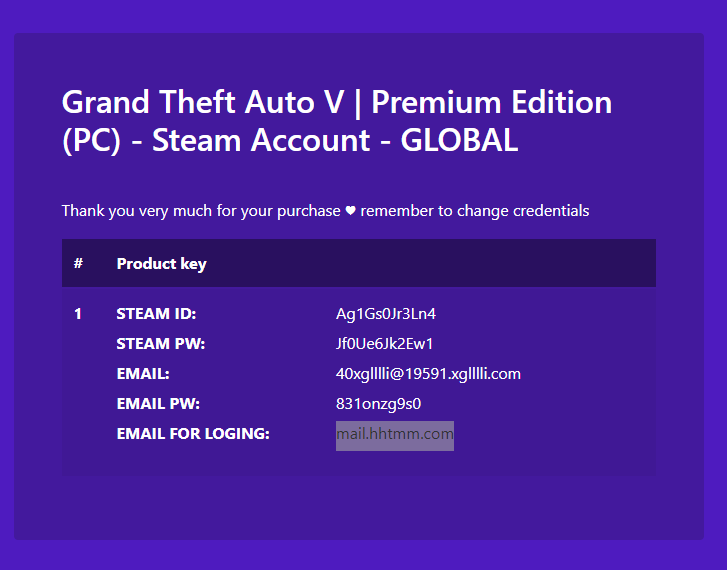 Grand Theft Auto V | Premium Edition
(PC) - Steam Account - GLOBAL
Thank you very much for your purchase ♥ remember to change credentials
# Product key
1 STEAM ID: Ag1Gs0Jr3Ln4
STEAM PW: Jf0Ue6Jk2Ew1
EMAIL: 40xglllli@19591.xglllli.com
EMAIL PW: 831onzg9s0
EMAIL FOR LOGING: mail.hhtmm.com